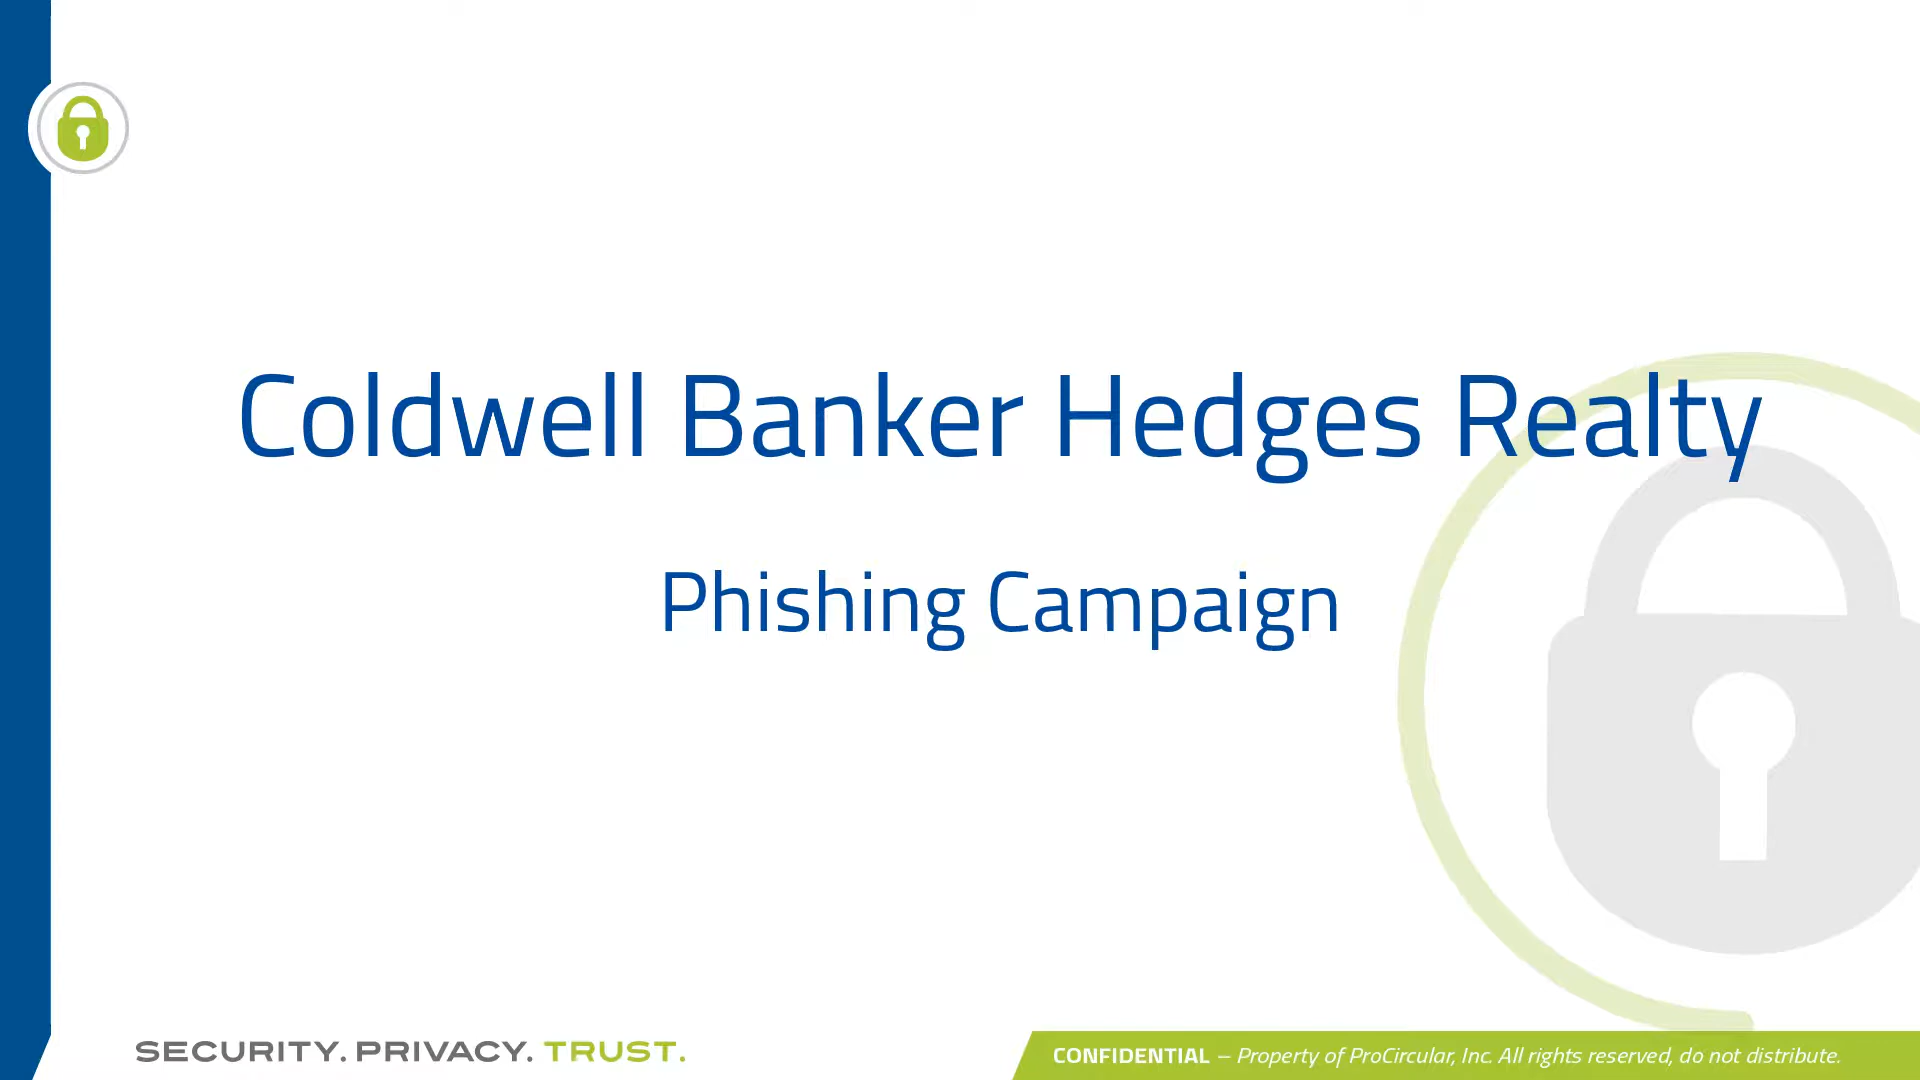 Coldwell Banker Hedges Realty
Phishing Campaign
SECURITY. PRIVACY. TRUST.
CONFIDENTIAL – Property of ProCircular, Inc. All rights reserved, do not distribute.